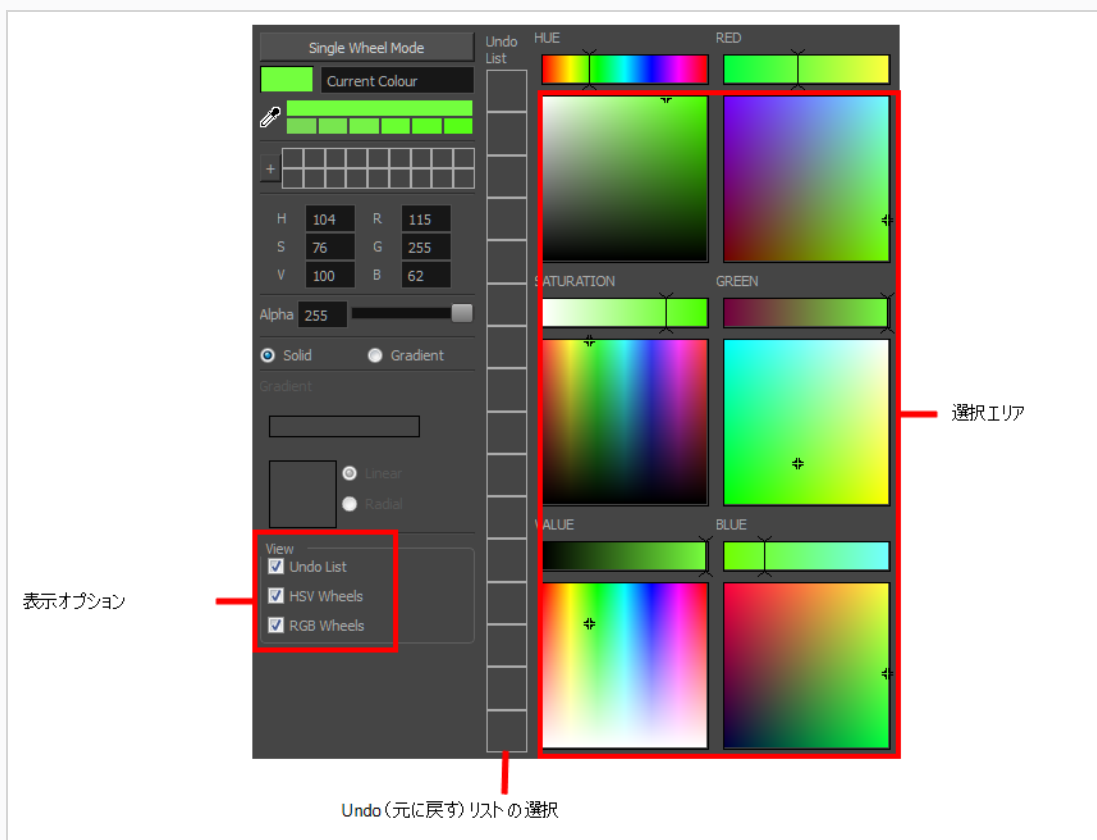 Single Wheel Mode
Current Colour
+
H 104 R 115
S 76 G 255
V 100 B 62
Alpha 255
Solid Gradient
Gradient
Linear
Radial
View
Undo List
HSV Wheels
RGB Wheels
Undo
List
HUE RED
SATURATION GREEN
VALUE BLUE
選択エリア
表示オプション
Undo（元に戻す）リストの選択